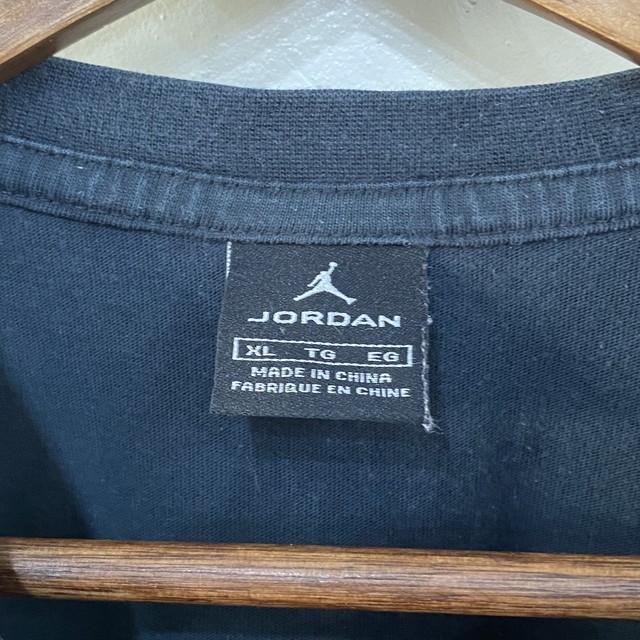 JORDAN
XL TG EG
MADE IN CHINA
FABRIQUE EN CHINE